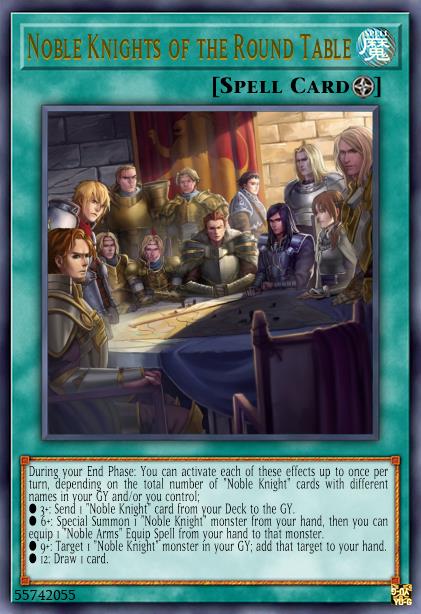 NOBLE KNIGHTS OF THE ROUND TABLE
SPELL
魔
[SPELL CARD]
During your End Phase: You can activate each of these effects up to once per
turn, depending on the total number of "Noble Knight" cards with different
names in your GY and/or you control;
● 3+: Send 1 "Noble Knight" card from your Deck to the GY.
● 6+: Special Summon 1 "Noble Knight" monster from your hand, then you can
equip 1 "Noble Arms" Equip Spell from your hand to that monster.
● 9+: Target 1 "Noble Knight" monster in your GY; add that target to your hand.
● 12: Draw 1 card.
55742055